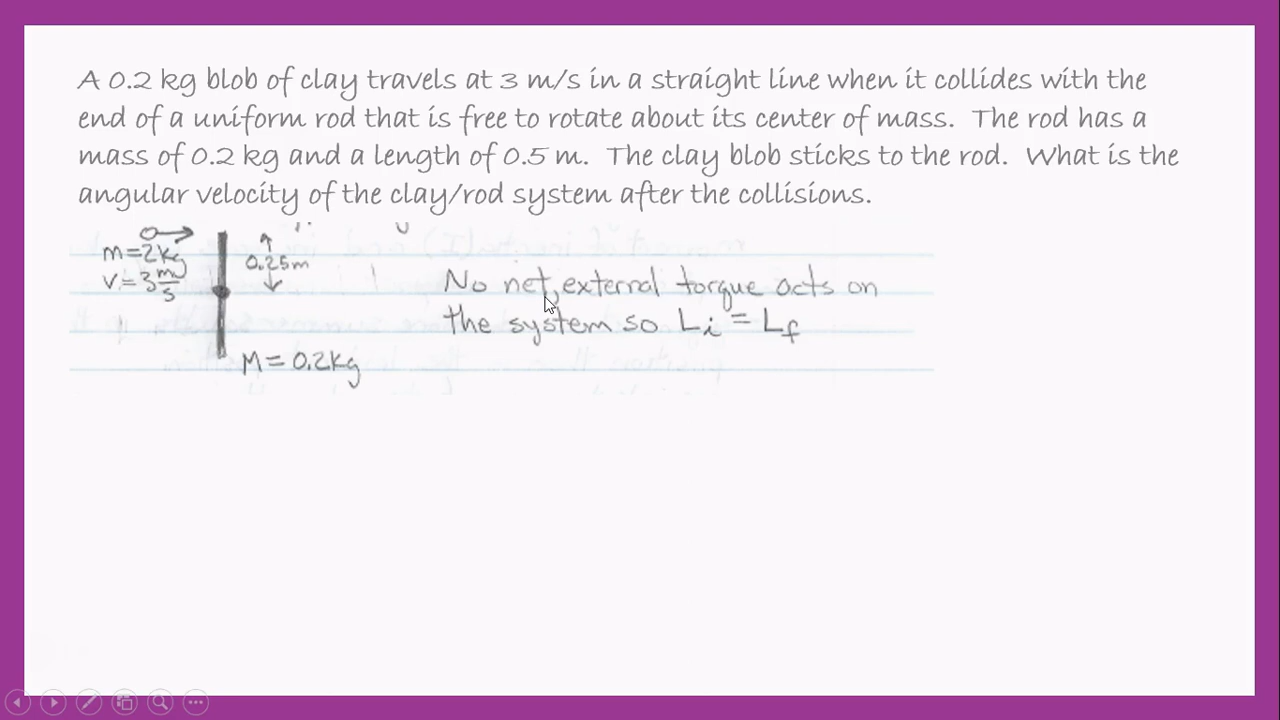 A 0.2 kg blob of clay travels at 3 m/s in a straight line when it collides with the
end of a uniform rod that is free to rotate about its center of mass. The rod has a
mass of 0.2 kg and a length of 0.5 m. The clay blob sticks to the rod. What is the
angular velocity of the clay/rod system after the collisions.
m=2kg
v=3 m/s
0.25m
M=0.2kg
No net, external torque acts on
the system so Li = Lf